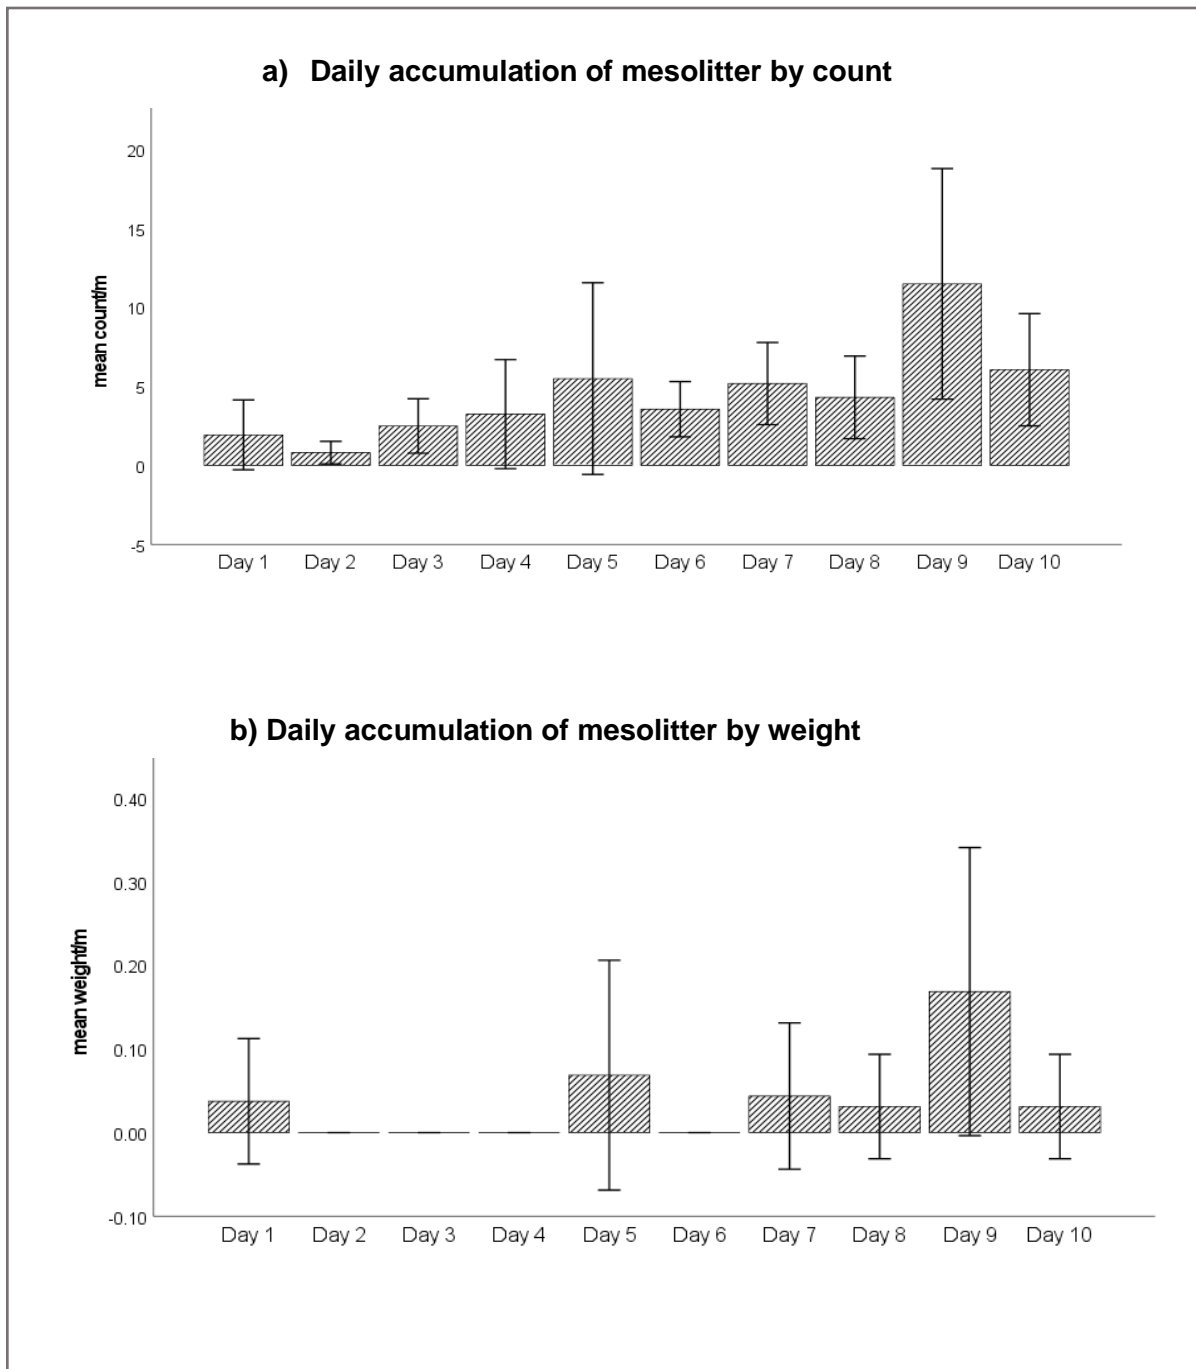 a) Daily accumulation of mesolitter by count
20
15
10
5
0
-5
mean count/m
Day 1 Day 2 Day 3 Day 4 Day 5 Day 6 Day 7 Day 8 Day 9 Day 10
b) Daily accumulation of mesolitter by weight
0.40
0.30
0.20
0.10
0.00
-0.10
mean weight/m
Day 1 Day 2 Day 3 Day 4 Day 5 Day 6 Day 7 Day 8 Day 9 Day 10